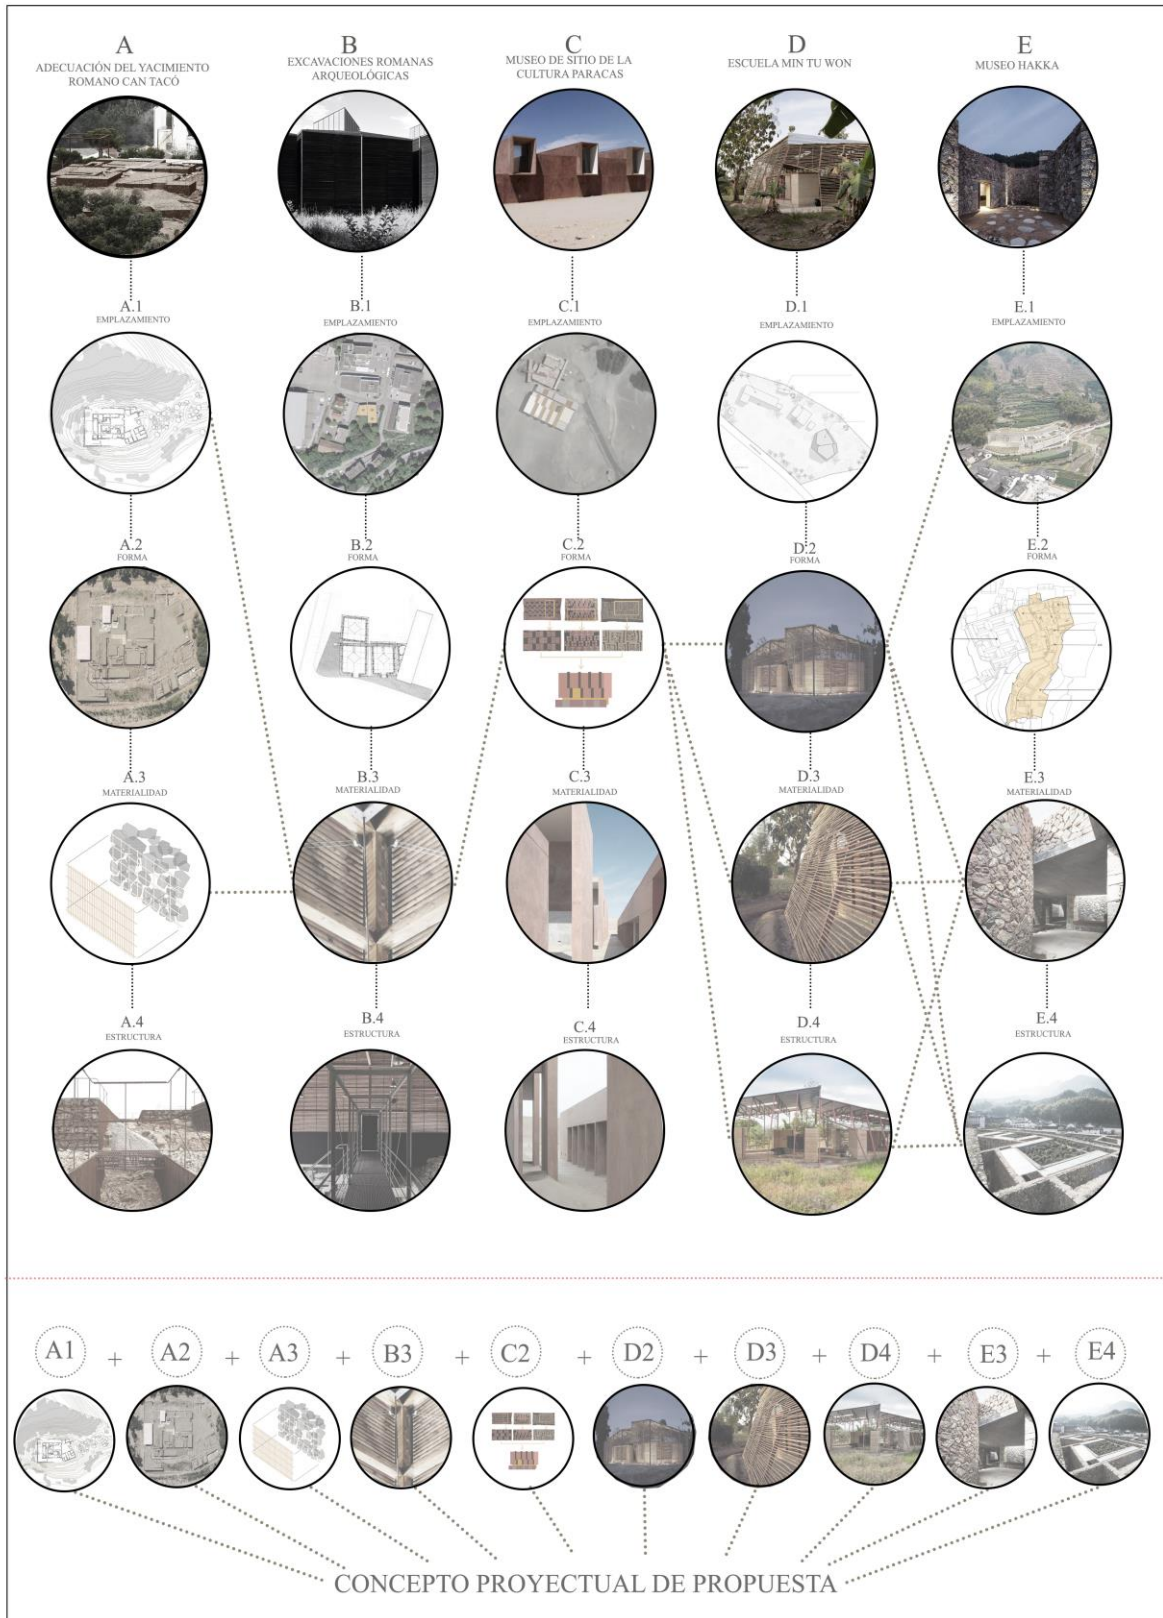 A
ADECUACIÓN DEL YACIMIENTO
ROMANO CAN TACÓ
B
EXCAVACIONES ROMANAS
ARQUEOLÓGICAS
C
MUSEO DE SITIO DE LA
CULTURA PARACAS
D
ESCUELA MIN TU WON
E
MUSEO HAKKA
A.1
EMPLAZAMIENTO
B.1
EMPLAZAMIENTO
C.1
EMPLAZAMIENTO
D.1
EMPLAZAMIENTO
E.1
EMPLAZAMIENTO
A.2
FORMA
B.2
FORMA
C.2
FORMA
D.2
FORMA
E.2
FORMA
A.3
MATERIALIDAD
B.3
MATERIALIDAD
C.3
MATERIALIDAD
D.3
MATERIALIDAD
E.3
MATERIALIDAD
A.4
ESTRUCTURA
B.4
ESTRUCTURA
C.4
ESTRUCTURA
D.4
ESTRUCTURA
E.4
ESTRUCTURA
A1 + A2 + A3 + B3 + C2 + D2 + D3 + D4 + E3 + E4
CONCEPTO PROYECTUAL DE PROPUESTA